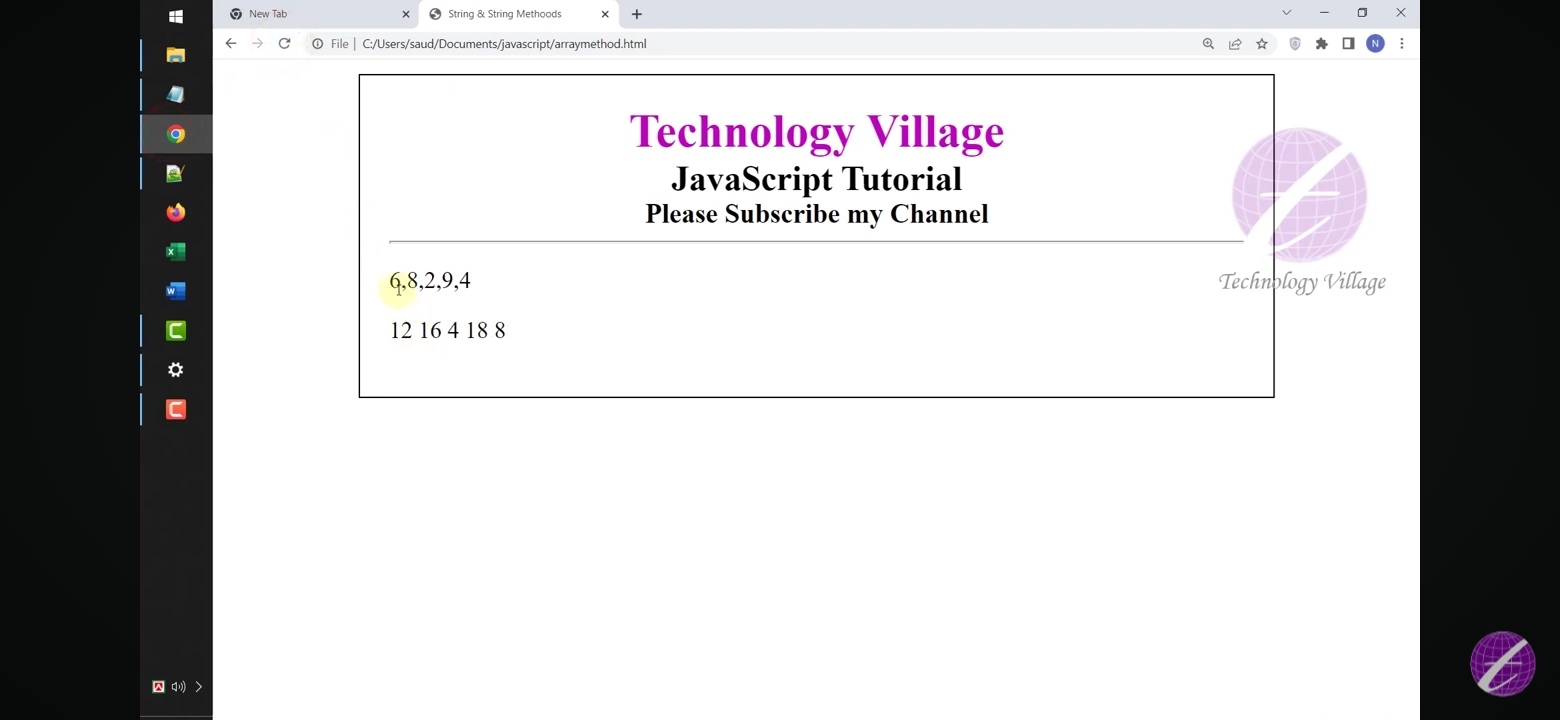 New Tab
String & String Methoods
File
C:/Users/saud/Documents/javascript/arraymethod.html
N
Technology Village
JavaScript Tutorial
Please Subscribe my Channel
6,8,2,9,4
12 16 4 18 8
Technology Village